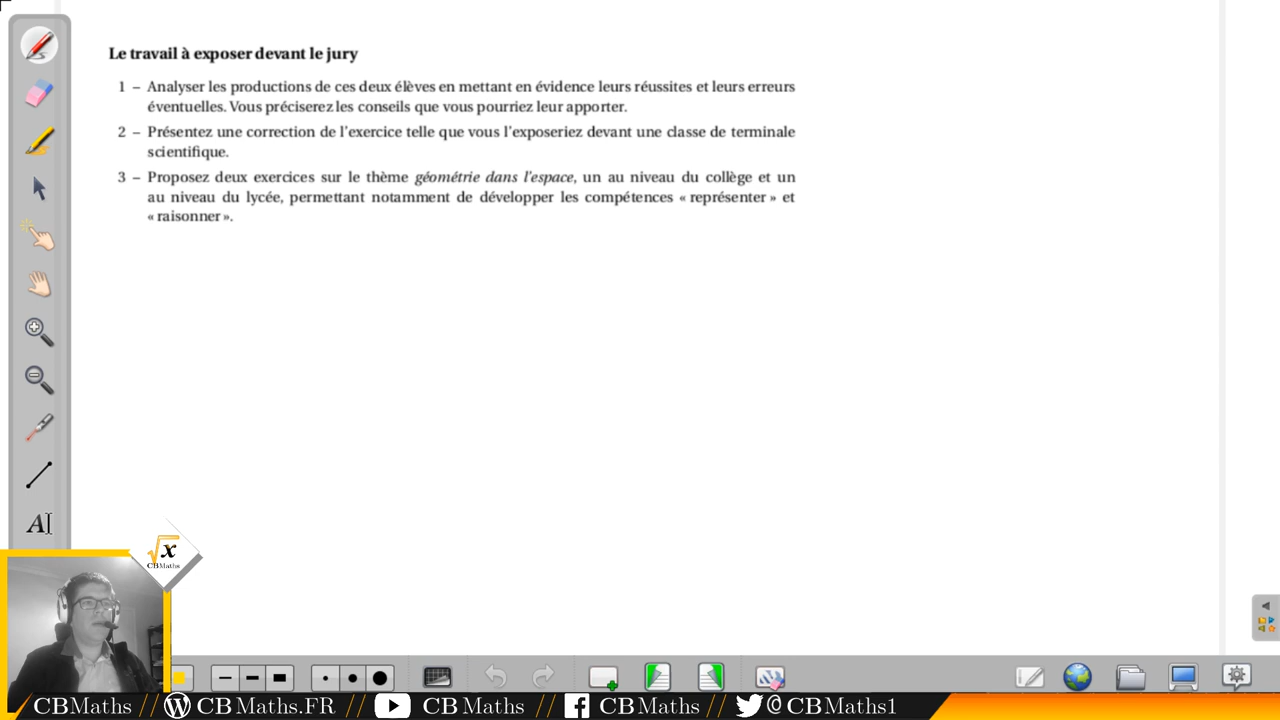 Le travail à exposer devant le jury
1 – Analyser les productions de ces deux élèves en mettant en évidence leurs réussites et leurs erreurs
éventuelles. Vous préciserez les conseils que vous pourriez leur apporter.
2 – Présentez une correction de l'exercice telle que vous l'exposeriez devant une classe de terminale
scientifique.
3 – Proposez deux exercices sur le thème géométrie dans l'espace, un au niveau du collège et un
au niveau du lycée, permettant notamment de développer les compétences « représenter » et
« raisonner ».
A
√x
CBMaths
CBMaths // CBMaths.FR // CBMaths // CBMaths // @CBMaths1